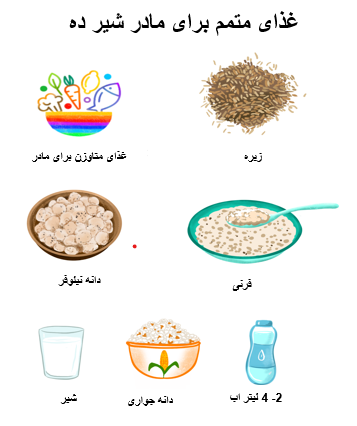 غذای متمم برای مادر شیر ده
زیره
غذای متاوزن برای مادر
فرنی
دانه نیلوفر
2- 4 لیتر اب
دانه جواری
شیر